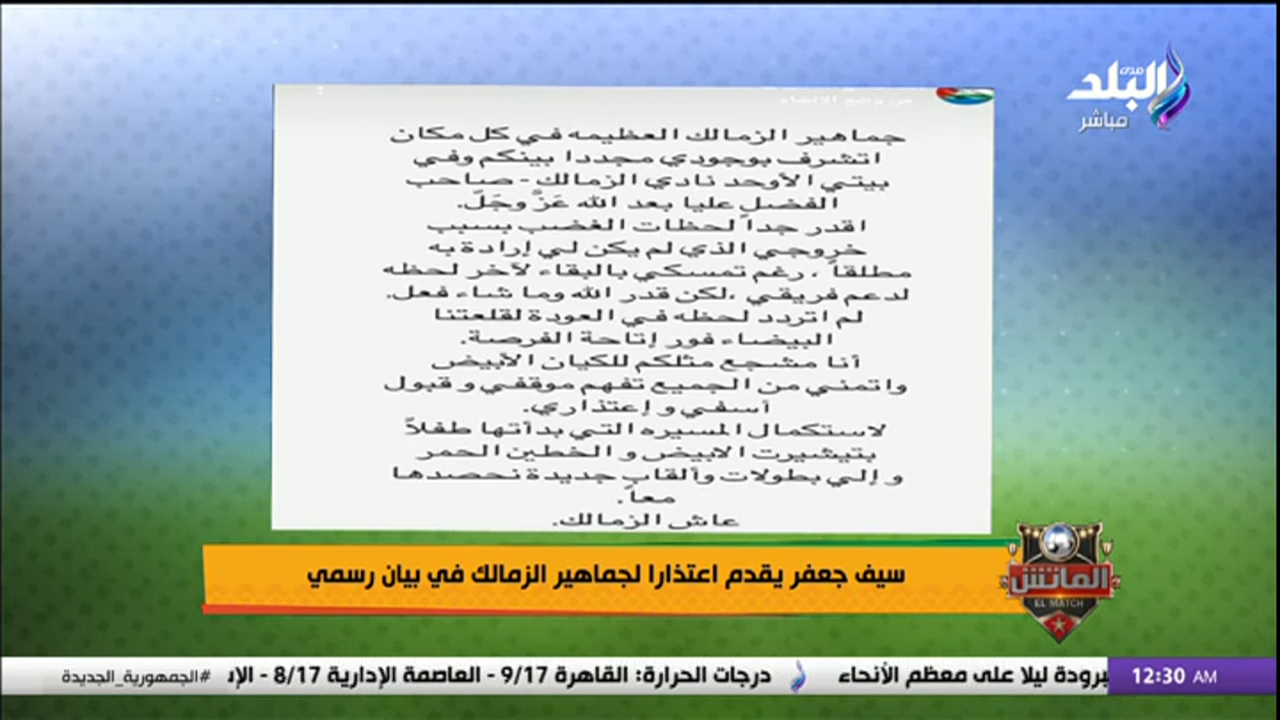 صدى
البلد
مباشر
جماهير الزمالك العظيمه في كل مكان
اتشرف بوجودي مجددا بينكم وفي
بيتي الأوحد نادي الزمالك - صاحب
الفضل عليا بعد الله عَزَّ وجَلّ.
اقدر جداً لحظات الغضب بسبب
خروجي الذي لم يكن لي إرادة به
مطلقاً ، رغم تمسكي بالبقاء لآخر لحظه
لدعم فريقي ،لكن قدر الله وما شاء فعل.
لم اتردد لحظه في العودة لقلعتنا
البيضاء فور إتاحة الفرصة.
أنا مشجع مثلكم للكيان الأبيض
واتمني من الجميع تفهم موقفي و قبول
أسفي و إعتذاري.
لاستكمال المسيره التي بدأتها طفلاً
بتيشيرت الابيض و الخطين الحمر
و إلي بطولات وألقاب جديدة نحصدها
معاً.
عاش الزمالك.
سيف جعفر يقدم اعتذارا لجماهير الزمالك في بيان رسمي
الماتش
EL MATCH
12:30 AM
برودة ليلا على معظم الأنحاء
درجات الحرارة: القاهرة 9/17 - العاصمة الإدارية 8/17 - الإ
#الجمهورية_الجديدة